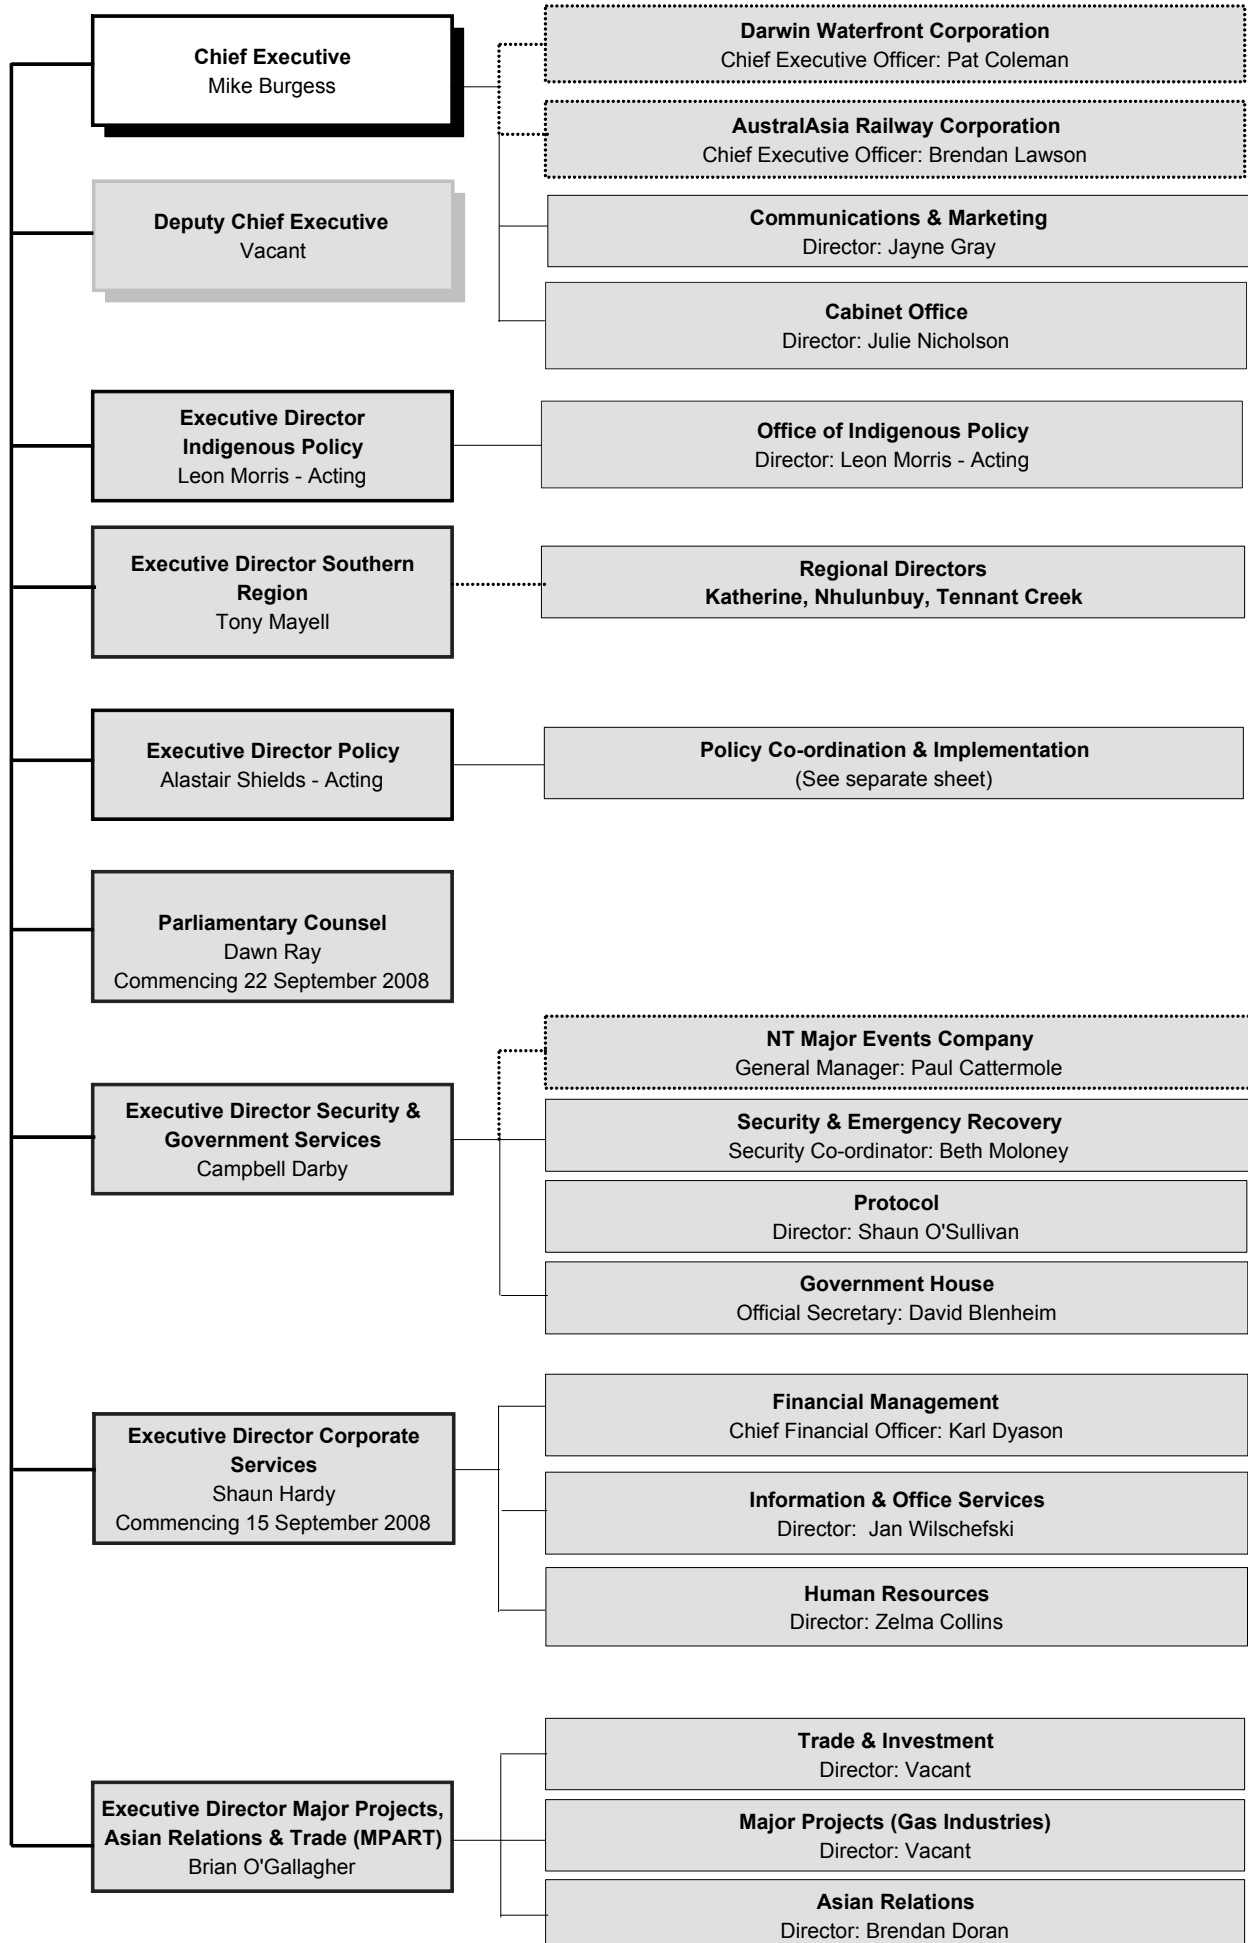 Chief Executive
Mike Burgess
Darwin Waterfront Corporation
Chief Executive Officer: Pat Coleman
AustralAsia Railway Corporation
Chief Executive Officer: Brendan Lawson
Deputy Chief Executive
Vacant
Communications & Marketing
Director: Jayne Gray
Cabinet Office
Director: Julie Nicholson
Executive Director
Indigenous Policy
Leon Morris - Acting
Office of Indigenous Policy
Director: Leon Morris - Acting
Executive Director Southern
Region
Tony Mayell
Regional Directors
Katherine, Nhulunbuy, Tennant Creek
Executive Director Policy
Alastair Shields - Acting
Policy Co-ordination & Implementation
(See separate sheet)
Parliamentary Counsel
Dawn Ray
Commencing 22 September 2008
Executive Director Security &
Government Services
Campbell Darby
NT Major Events Company
General Manager: Paul Cattermole
Security & Emergency Recovery
Security Co-ordinator: Beth Moloney
Protocol
Director: Shaun O'Sullivan
Government House
Official Secretary: David Blenheim
Executive Director Corporate
Services
Shaun Hardy
Commencing 15 September 2008
Financial Management
Chief Financial Officer: Karl Dyason
Information & Office Services
Director:  Jan Wilschefski
Human Resources
Director: Zelma Collins
Executive Director Major Projects,
Asian Relations & Trade (MPART)
Brian O'Gallagher
Trade & Investment
Director: Vacant
Major Projects (Gas Industries)
Director: Vacant
Asian Relations
Director: Brendan Doran